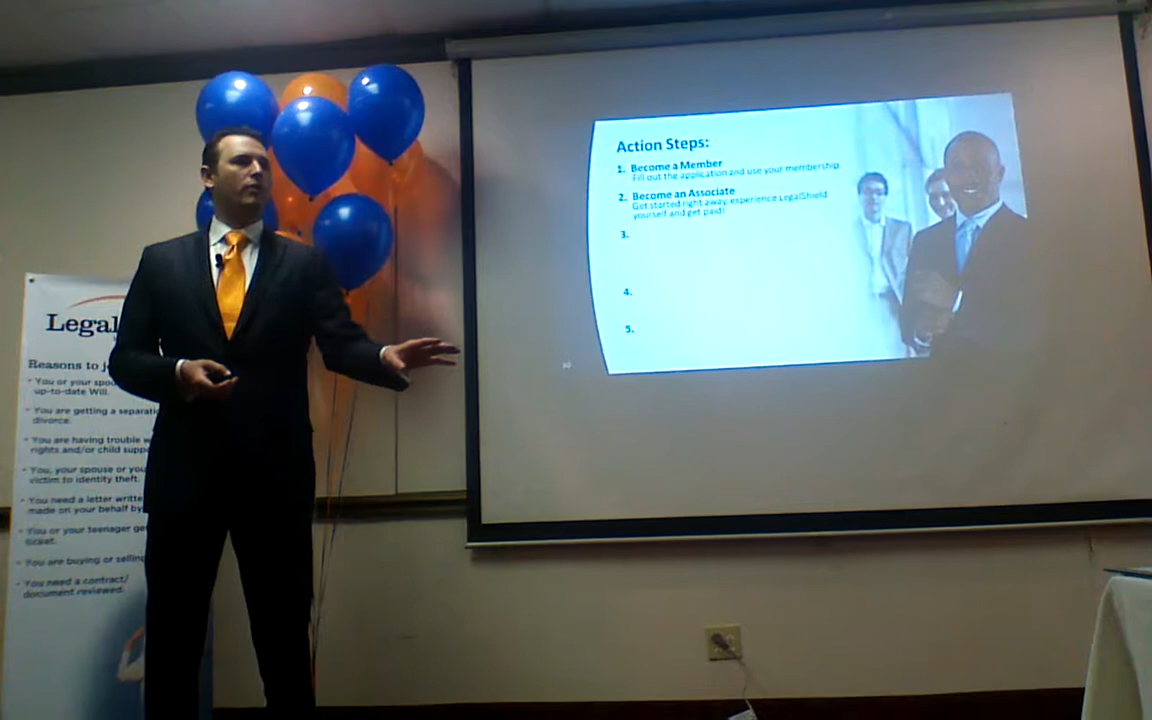 Legal
Reasons to j
• You or your spou
up-to-date Will.
• You are getting a separati
divorce.
• You are having trouble w
rights and/or child supp
• You, your spouse or you
victim to identity theft.
• You need a letter writte
made on your behalf by
• You or your teenager ge
ticket.
• You are buying or selling
• You need a contract/
document reviewed.
Action Steps:
1. Become a Member
Fill out the application and use your membership.
2. Become an Associate
Get started right away, experience LegalShield
yourself and get paid!
3.
4.
5.